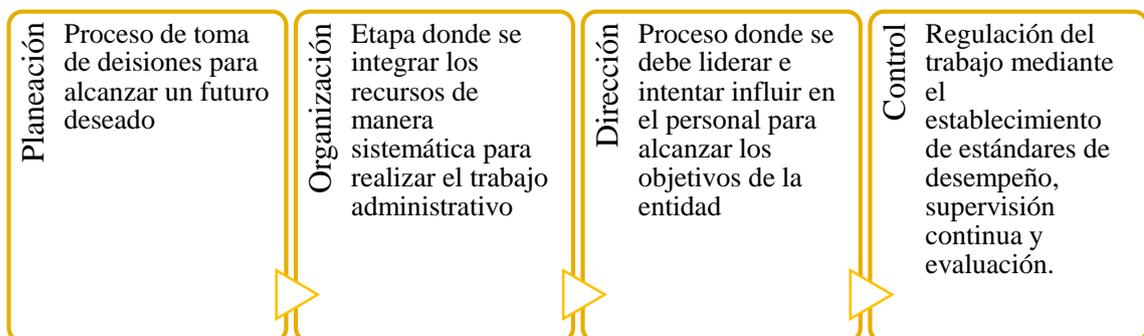 Planeación
Proceso de toma
de deisiones para
alcanzar un futuro
deseado
Organización
Etapa donde se
integrar los
recursos de
manera
sistemática para
realizar el trabajo
administrativo
Dirección
Proceso donde se
debe liderar e
intentar influir en
el personal para
alcanzar los
objetivos de la
entidad
Control
Regulación del
trabajo mediante
el
establecimiento
de estándares de
desempeño,
supervisión
continua y
evaluación.